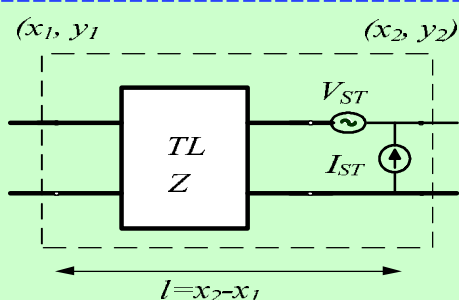 (x1, y1
(x2, y2)
VST
TL
IST
Z
l=x2-x1